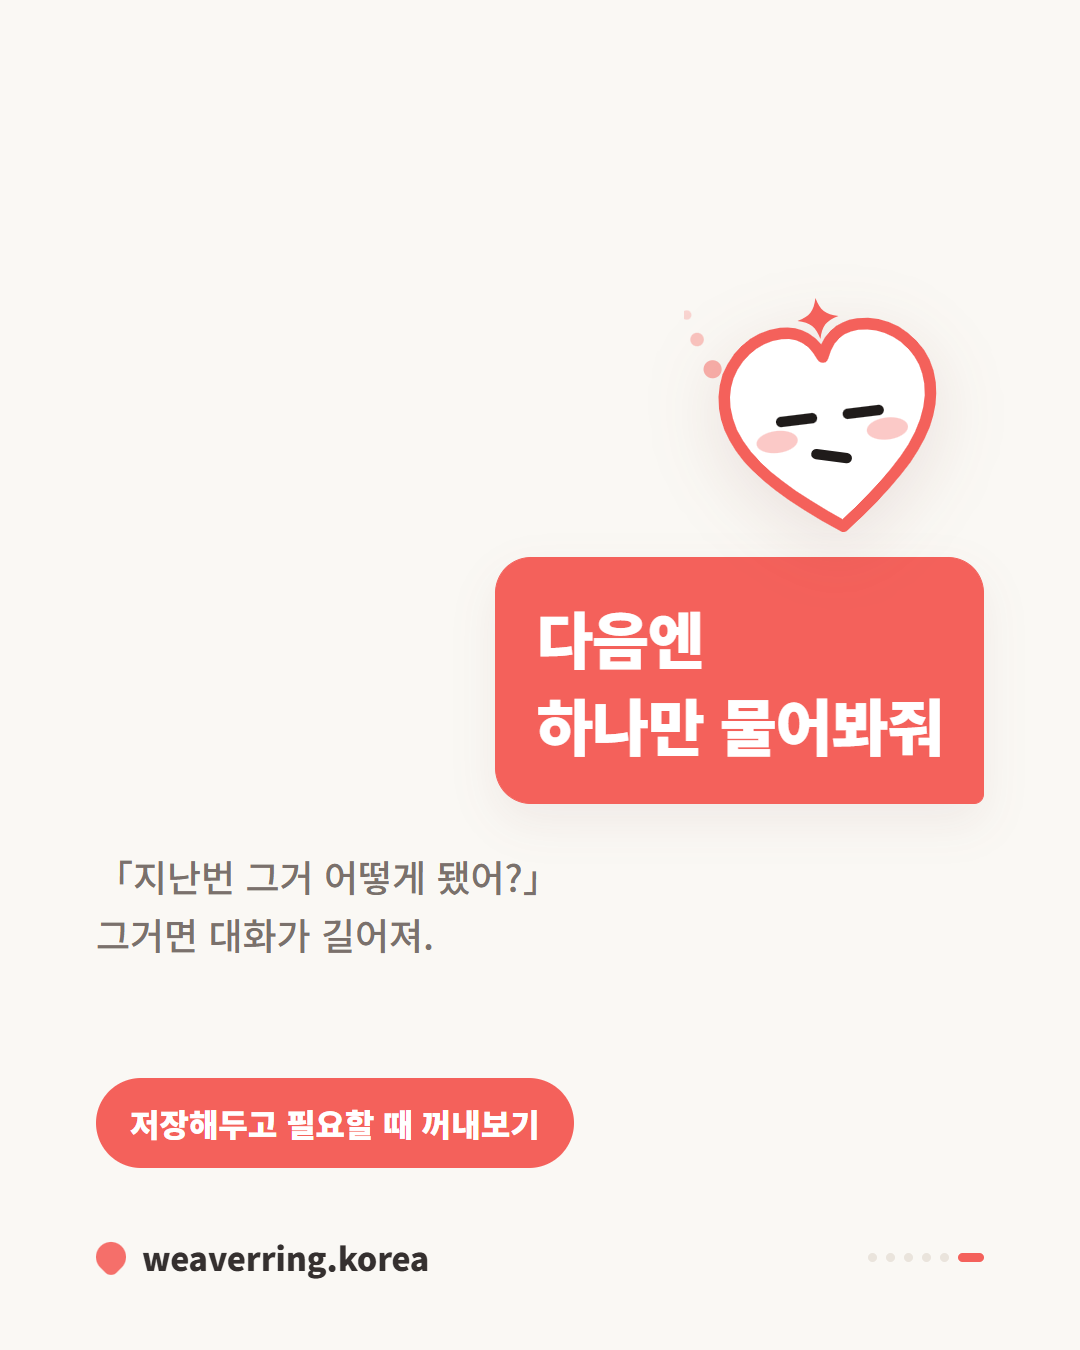 다음엔
하나만 물어봐줘
「지난번 그거 어떻게 됐어?」
그거면 대화가 길어져.
저장해두고 필요할 때 꺼내보기
weaverring.korea